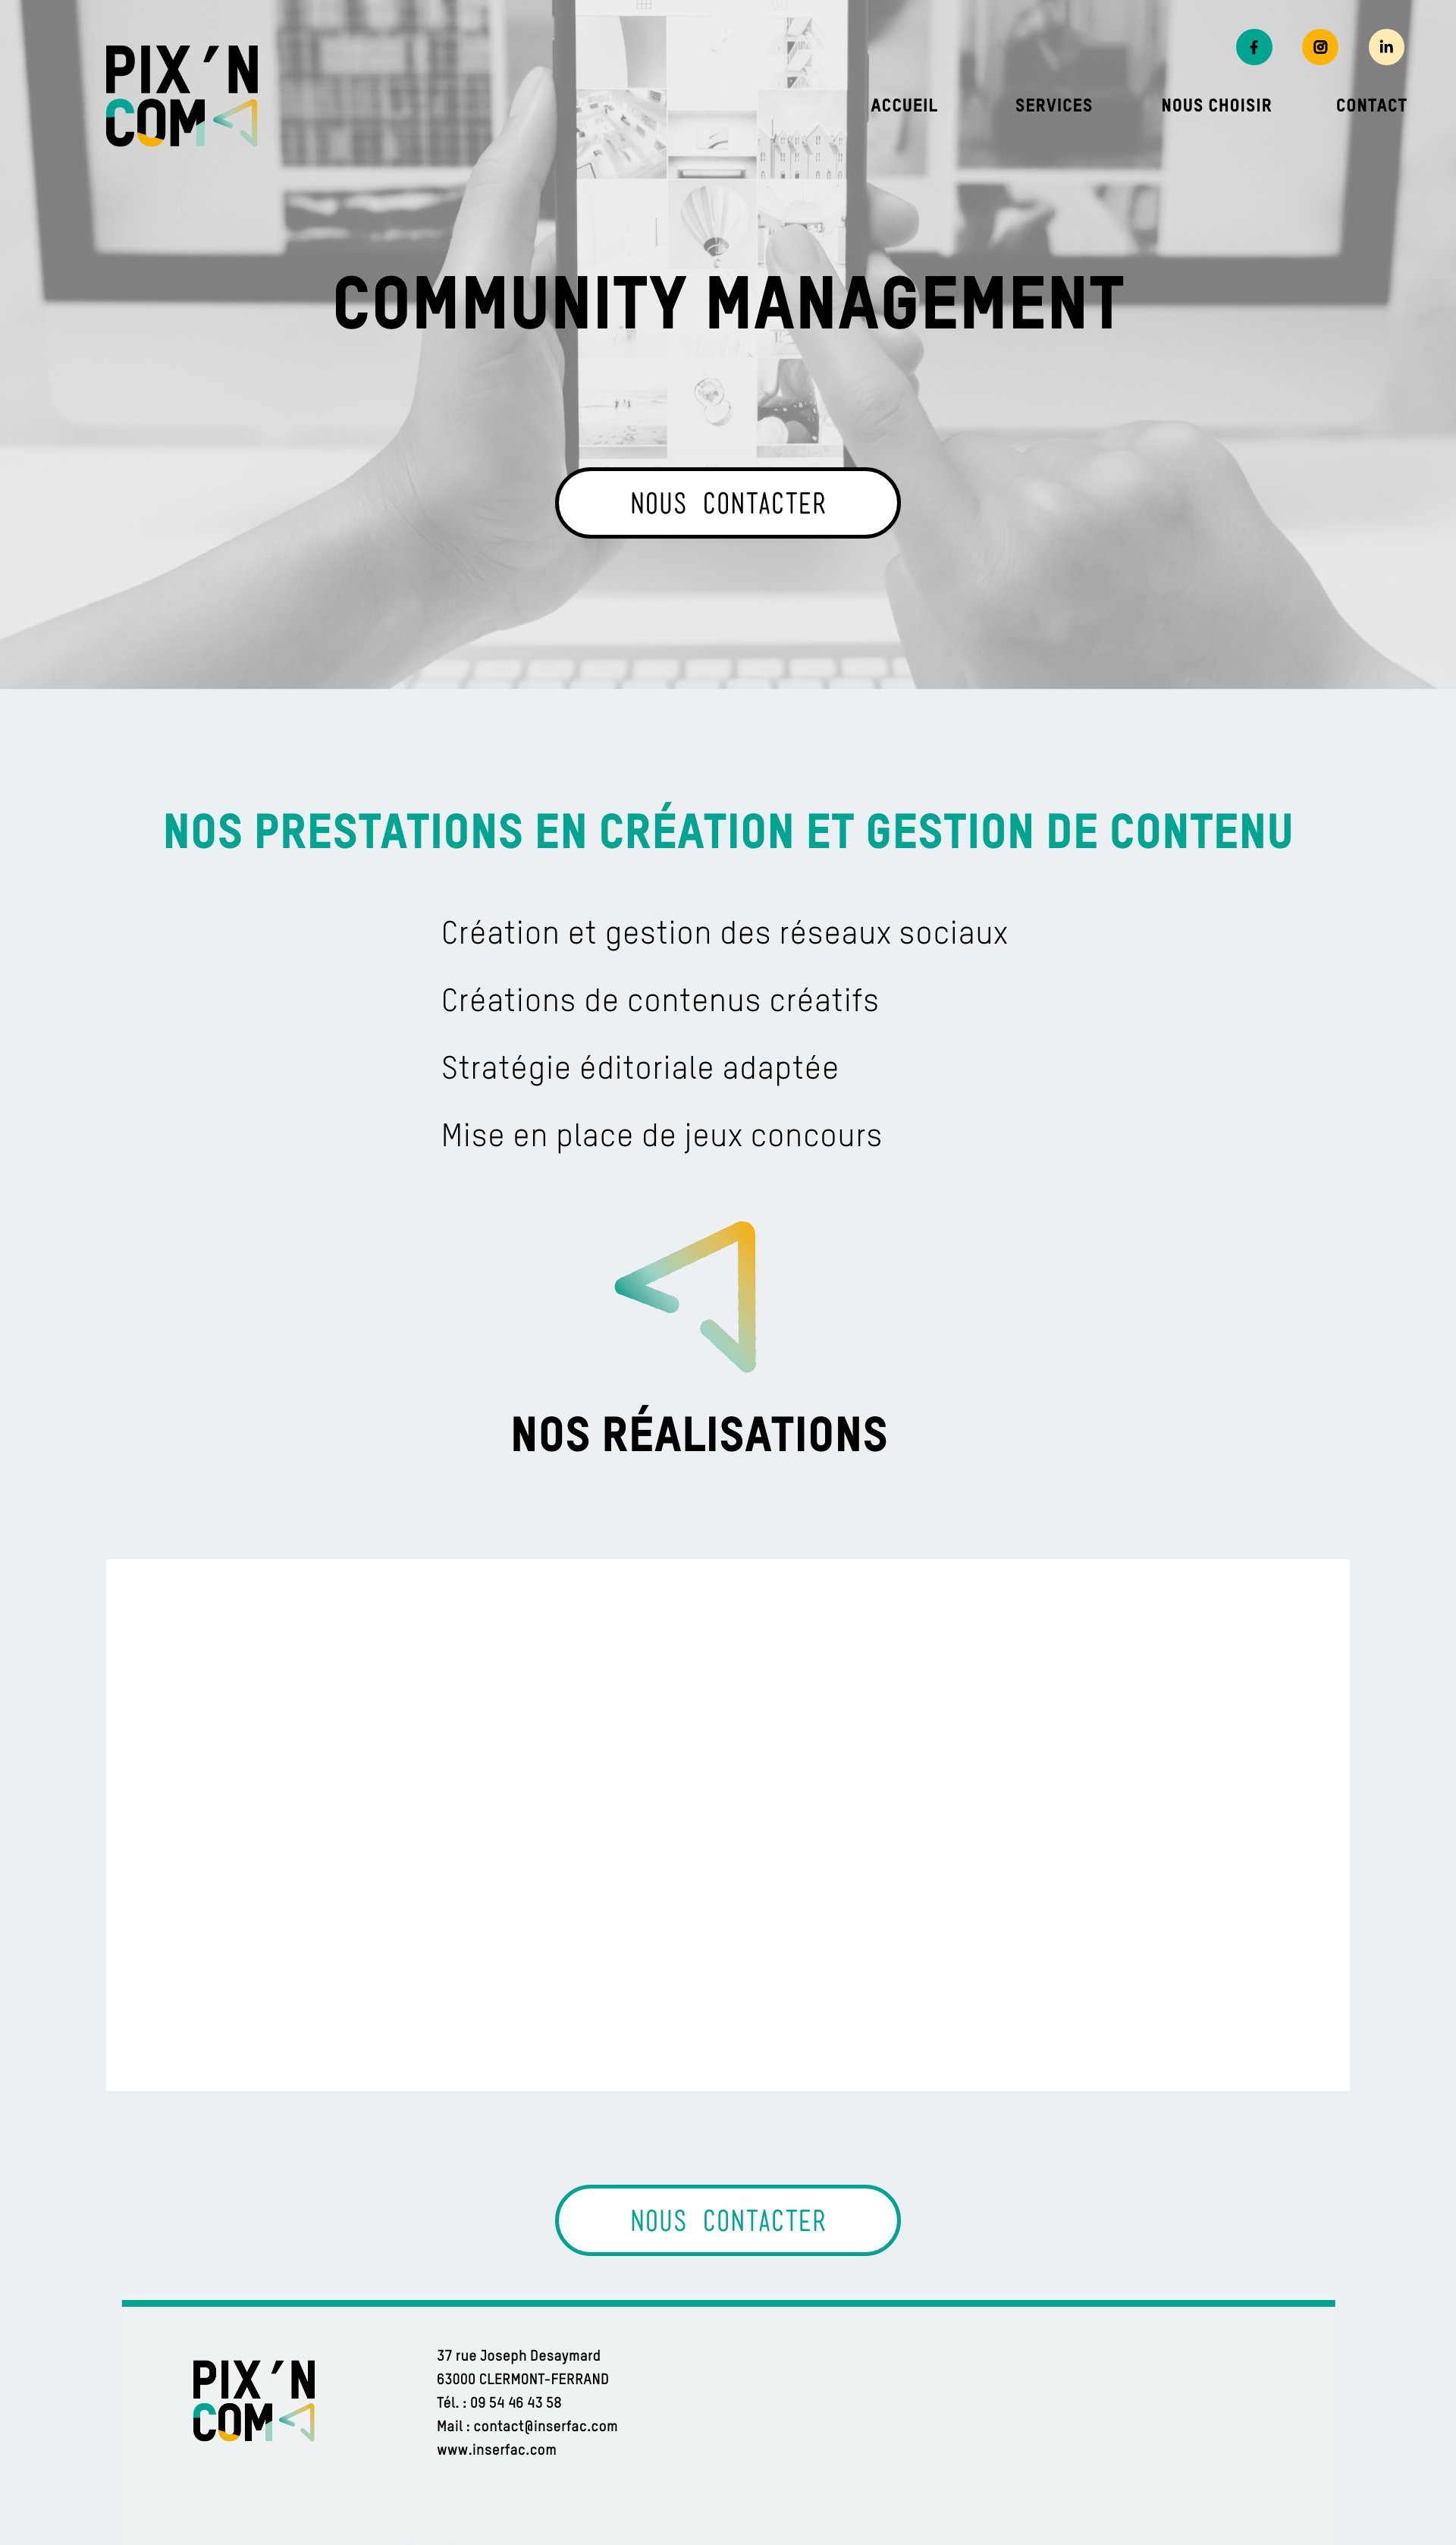 PIX'N
COM
ACCUEIL SERVICES NOUS CHOISIR CONTACT
COMMUNITY MANAGEMENT
NOUS CONTACTER
NOS PRESTATIONS EN CRÉATION ET GESTION DE CONTENU
Création et gestion des réseaux sociaux
Créations de contenus créatifs
Stratégie éditoriale adaptée
Mise en place de jeux concours
NOS RÉALISATIONS
NOUS CONTACTER
PIX'N
COM
37 rue Joseph Desaymard
63000 CLERMONT-FERRAND
Tél. : 09 54 46 43 58
Mail : contact@inserfac.com
www.inserfac.com